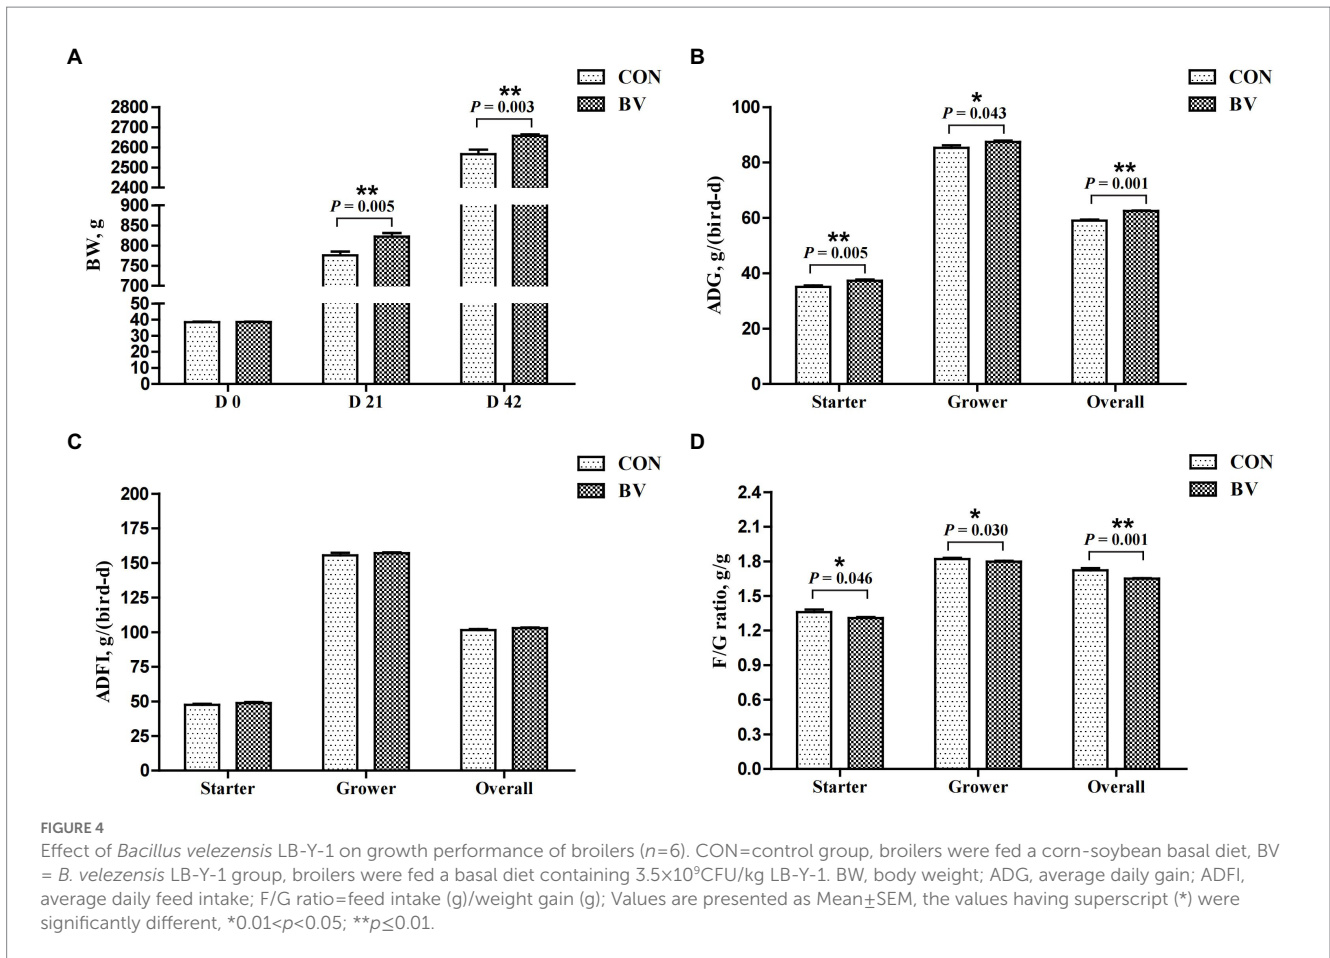 A
CON
BV
BW, g
2800
2700
2600
2500
2400
850
800
750
700
50
40
30
20
10
0
**
P = 0.005
**
P = 0.003
D 0
D 21
D 42
B
CON
BV
ADG, g/(bird-d)
100
80
60
40
20
0
**
P = 0.005
*
P = 0.043
**
P = 0.001
Starter
Grower
Overall
C
CON
BV
ADFI, g/(bird-d)
200
175
150
125
100
75
50
25
0
Starter
Grower
Overall
D
CON
BV
F/G ratio, g/g
2.4
2.1
1.8
1.5
1.2
0.9
0.6
0.3
0.0
*
P = 0.046
*
P = 0.030
**
P = 0.001
Starter
Grower
Overall
FIGURE 4
Effect of Bacillus velezensis LB-Y-1 on growth performance of broilers (n=6). CON=control group, broilers were fed a corn-soybean basal diet, BV
= B. velezensis LB-Y-1 group, broilers were fed a basal diet containing 3.5×10⁹CFU/kg LB-Y-1. BW, body weight; ADG, average daily gain; ADFI,
average daily feed intake; F/G ratio=feed intake (g)/weight gain (g); Values are presented as Mean±SEM, the values having superscript (*) were
significantly different, *0.01<p<0.05; **p≤0.01.